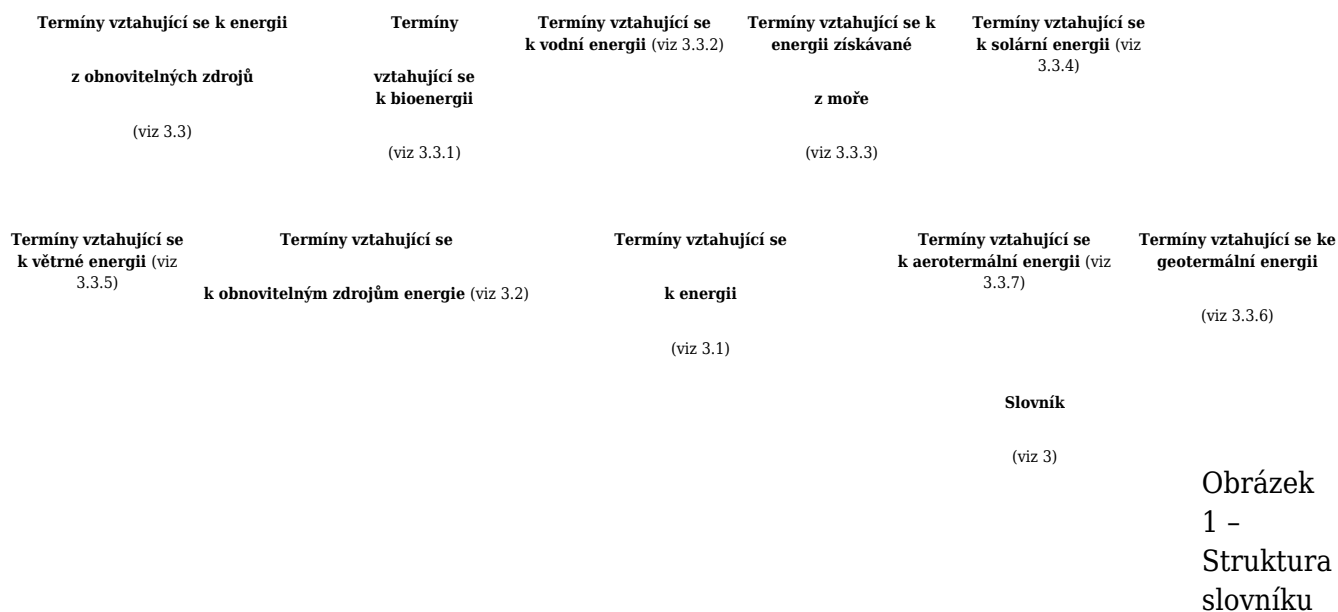 Termíny vztahující se k energii
z obnovitelných zdrojů
(viz 3.3)
Termíny
vztahující se
k bioenergii
(viz 3.3.1)
Termíny vztahující se
k vodní energii (viz 3.3.2)
Termíny vztahující se k
energii získávané
z moře
(viz 3.3.3)
Termíny vztahující se
k solární energii (viz
3.3.4)
Termíny vztahující se
k větrné energii (viz
3.3.5)
Termíny vztahující se
k obnovitelným zdrojům energie (viz 3.2)
Termíny vztahující se
k energii
(viz 3.1)
Termíny vztahující se
k aerotermální energii (viz
3.3.7)
Termíny vztahující se ke
geotermální energii
(viz 3.3.6)
Slovník
(viz 3)
Obrázek
1 –
Struktura
slovníku